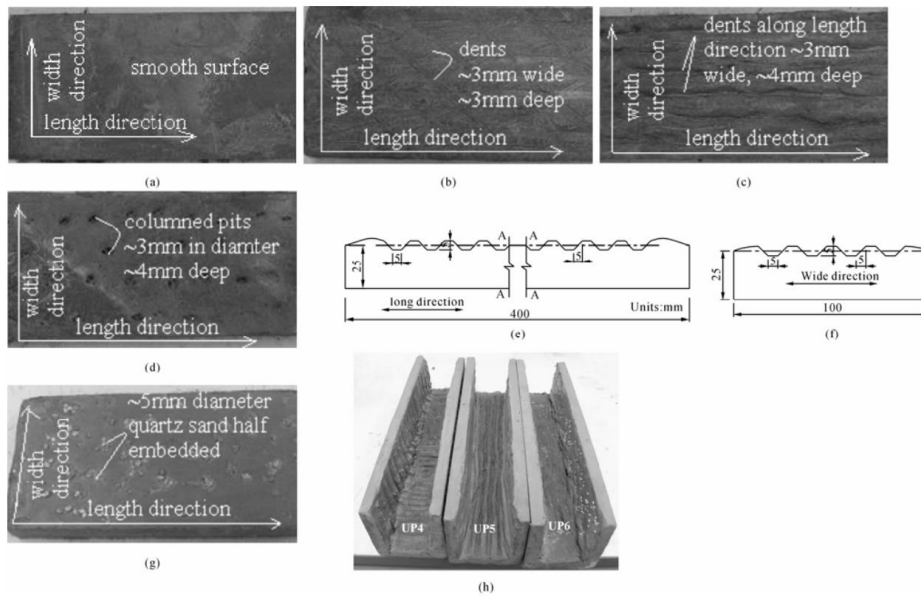 width
direction
smooth surface
length direction
(a)
width
direction
dents
~3mm wide
~3mm deep
length direction
(b)
width
direction
dents along length
direction ~3mm
wide, ~4mm deep
length direction
(c)
width
direction
columned pits
~3mm in diamter
~4mm deep
length direction
(d)
A
A
5
5
25
A
A
long direction
Units:mm
400
(e)
5
5
25
Wide direction
100
(f)
width
direction
~5mm diameter
quartz sand half
embedded
length direction
(g)
UP4
UP5
UP6
(h)